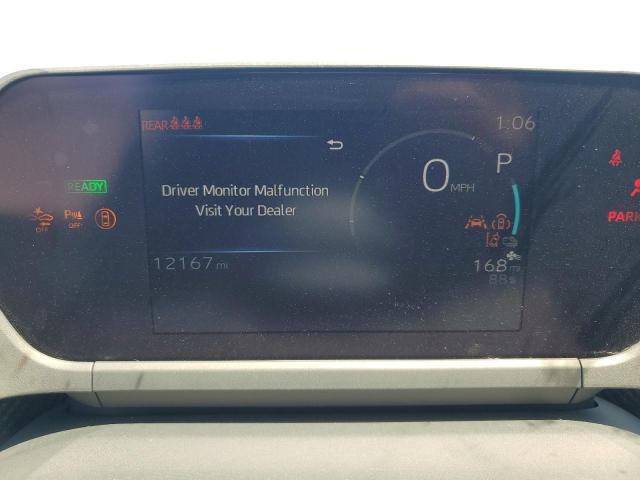 REAR
1:06
READY
P
0 MPH
Driver Monitor Malfunction
Visit Your Dealer
OFF
P
OFF
PARK
12167 mi
168 mi
88%